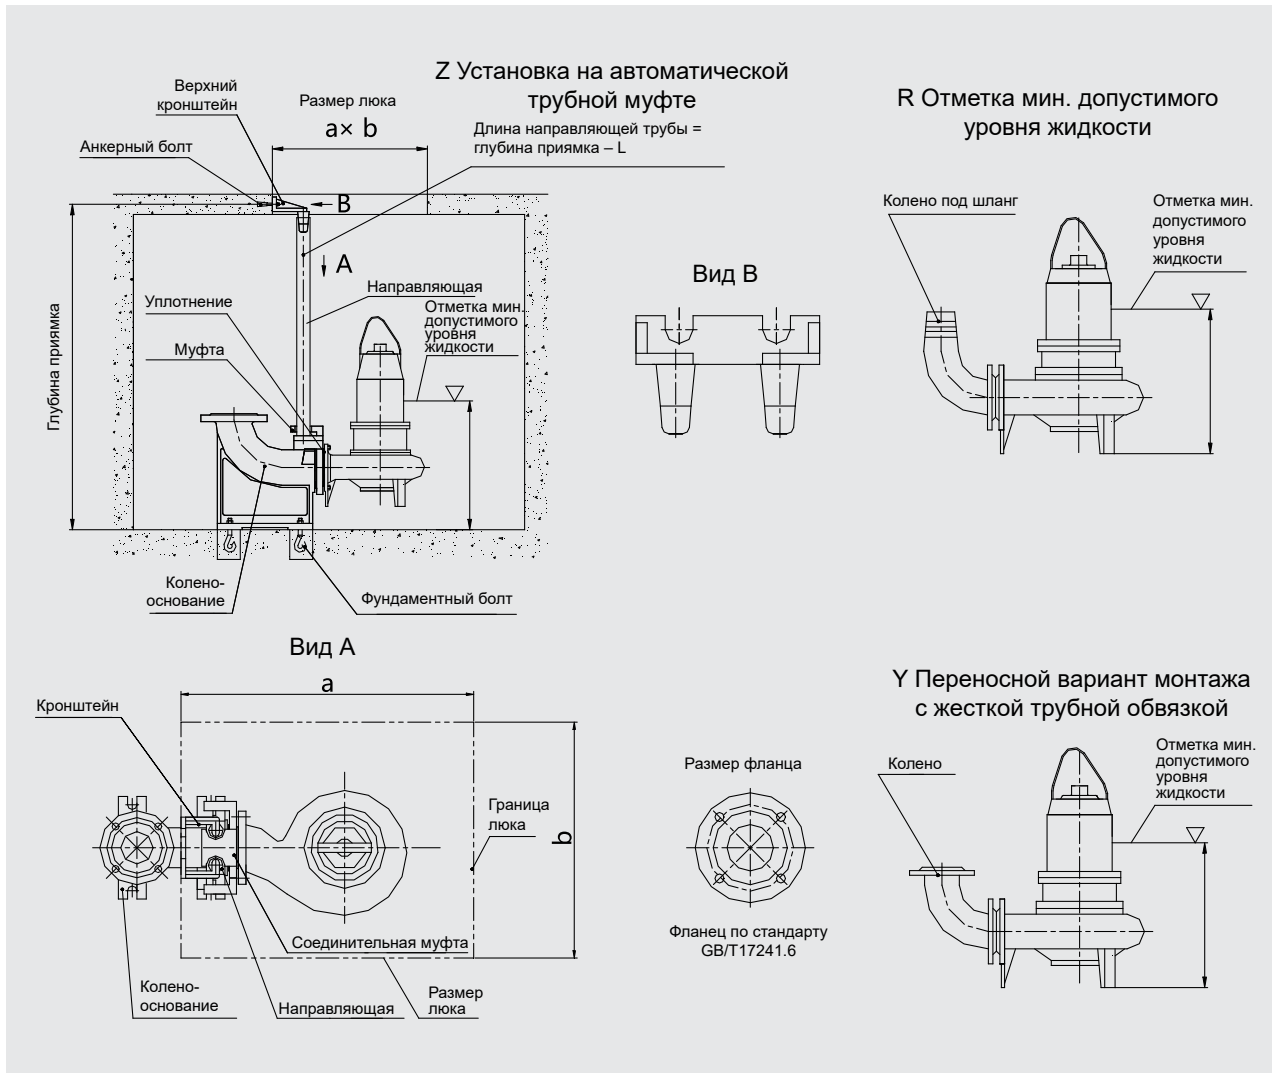 Z Установка на автоматической
трубной муфте
Верхний
кронштейн
Размер люка
a× b
Анкерный болт
Длина направляющей трубы =
глубина приямка – L
B
A
Глубина приямка
Уплотнение
Муфта
Направляющая
Отметка мин.
допустимого
уровня
жидкости
Колено-
основание
Фундаментный болт
Вид B
R Отметка мин. допустимого
уровня жидкости
Колено под шланг
Отметка мин.
допустимого
уровня
жидкости
Вид A
a
Кронштейн
Граница
люка
b
Соединительная муфта
Колено-
основание
Направляющая
Размер
люка
Размер фланца
Фланец по стандарту
GB/T17241.6
Y Переносной вариант монтажа
с жесткой трубной обвязкой
Колено
Отметка мин.
допустимого
уровня
жидкости